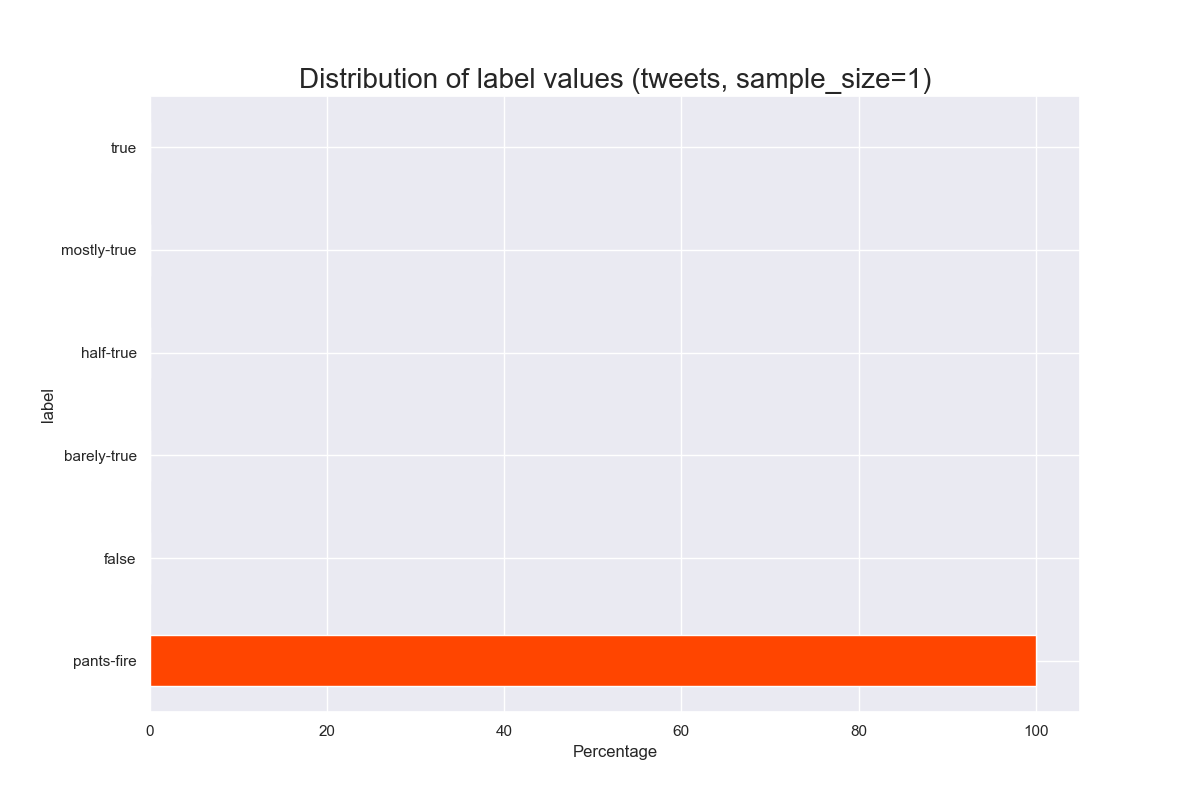 Distribution of label values (tweets, sample_size=1)
true
mostly-true
half-true
barely-true
false
pants-fire
label
0 20 40 60 80 100
Percentage